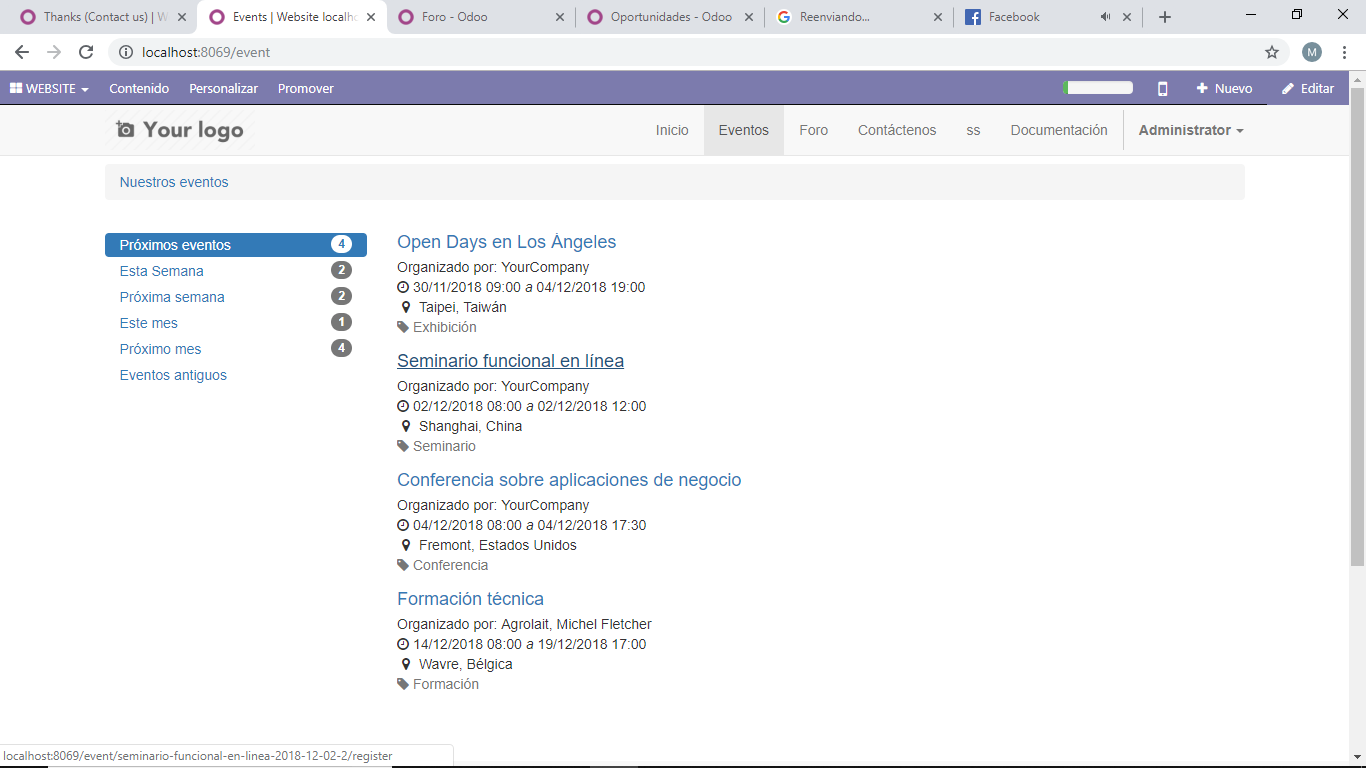 Thanks (Contact us) | W
Events | Website localho
Foro - Odoo
Oportunidades - Odoo
Reenviando...
Facebook
localhost:8069/event
M
WEBSITE
Contenido
Personalizar
Promover
Nuevo
Editar
Your logo
Inicio
Eventos
Foro
Contáctenos
ss
Documentación
Administrator
Nuestros eventos
Próximos eventos 4
Esta Semana 2
Próxima semana 2
Este mes 1
Próximo mes 4
Eventos antiguos
Open Days en Los Ángeles
Organizado por: YourCompany
30/11/2018 09:00 a 04/12/2018 19:00
Taipei, Taiwán
Exhibición
Seminario funcional en línea
Organizado por: YourCompany
02/12/2018 08:00 a 02/12/2018 12:00
Shanghai, China
Seminario
Conferencia sobre aplicaciones de negocio
Organizado por: YourCompany
04/12/2018 08:00 a 04/12/2018 17:30
Fremont, Estados Unidos
Conferencia
Formación técnica
Organizado por: Agrolait, Michel Fletcher
14/12/2018 08:00 a 19/12/2018 17:00
Wavre, Bélgica
Formación
localhost:8069/event/seminario-funcional-en-linea-2018-12-02-2/register